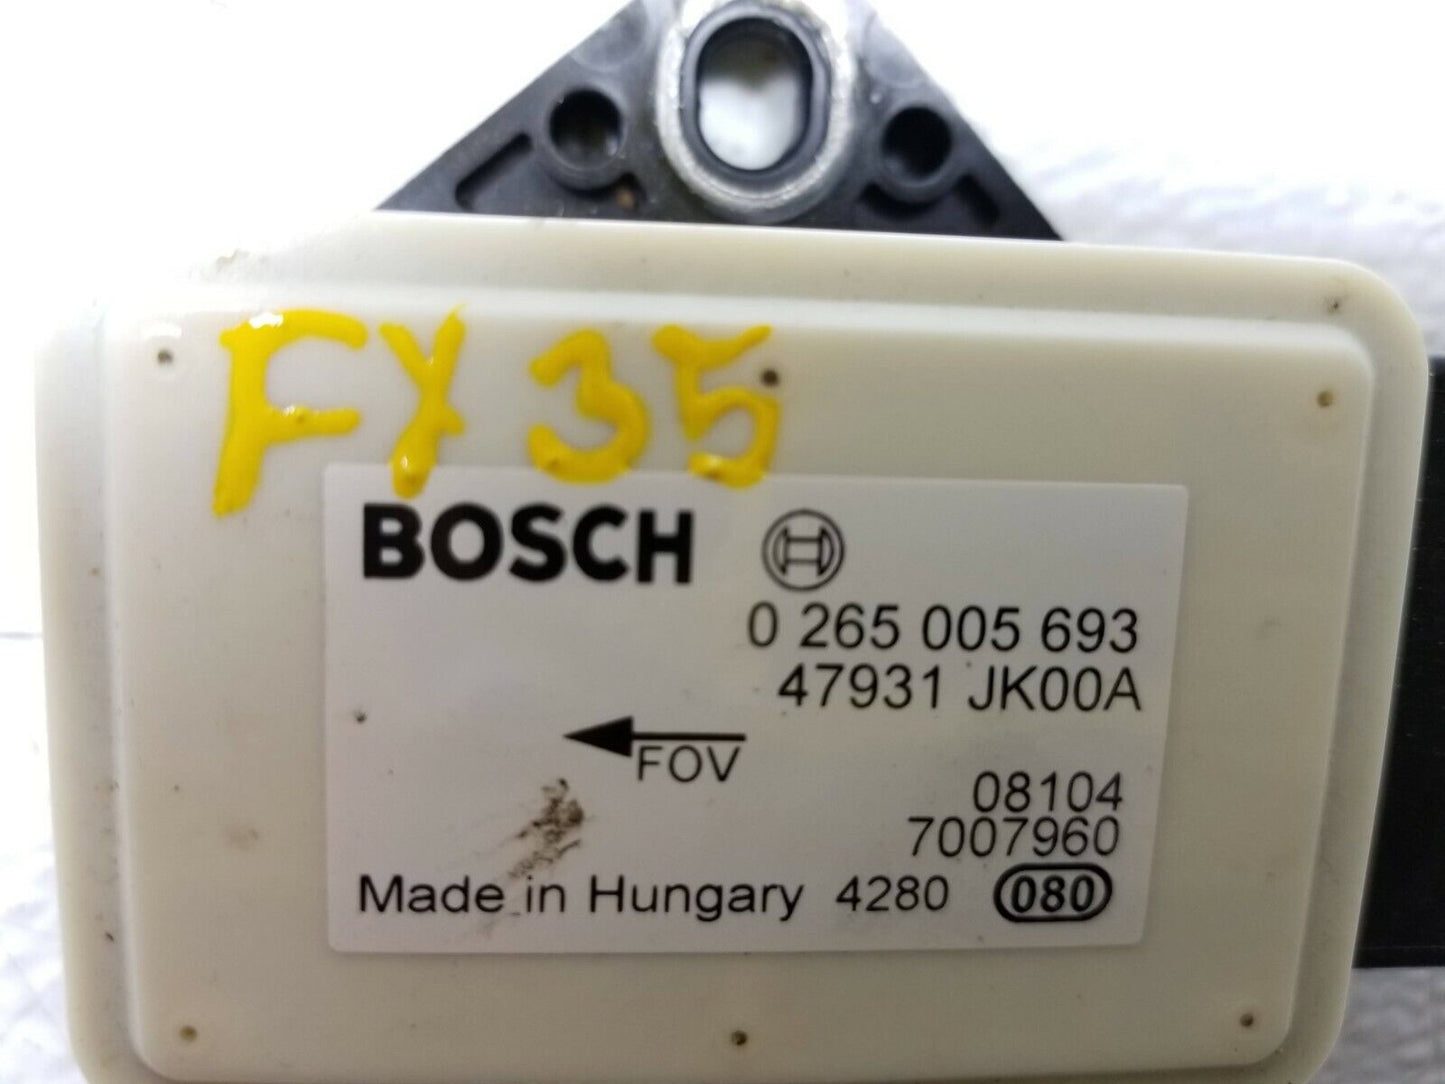 FX35
BOSCH
0 265 005 693
47931 JK00A
FOV
08104
7007960
Made in Hungary 4280 080